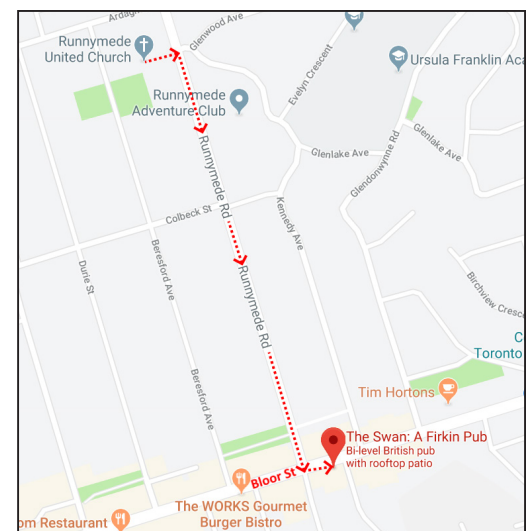 Ardag
Runnymede
United Church
Glenwood Ave
Evelyn Crescent
Ursula Franklin Aca
Runnymede
Adventure Club
Runnymede Rd
Glenlake Ave
Glendonwynne Rd
Glenlake Ave
Colbeck St
Kennedy Ave
Beresford Ave
Durie St
Runnymede Rd
Birchview Cresce
C
Toronto
Beresford Ave
Tim Hortons
The Swan: A Firkin Pub
Bi-level British pub
with rooftop patio
Bloor St
The WORKS Gourmet
Burger Bistro
om Restaurant